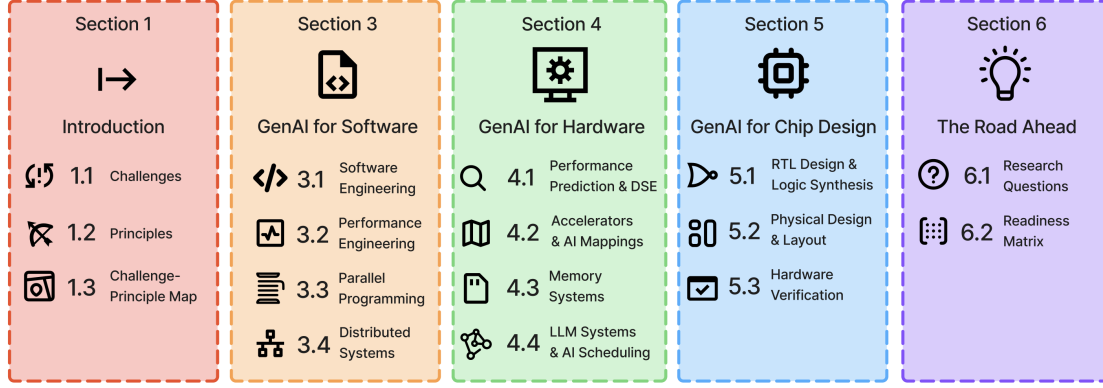 Section 1
Introduction
1.1 Challenges
1.2 Principles
1.3 Challenge-
Principle Map
Section 3
GenAI for Software
3.1 Software
Engineering
3.2 Performance
Engineering
3.3 Parallel
Programming
3.4 Distributed
Systems
Section 4
GenAI for Hardware
4.1 Performance
Prediction & DSE
4.2 Accelerators
& AI Mappings
4.3 Memory
Systems
4.4 LLM Systems
& AI Scheduling
Section 5
GenAI for Chip Design
5.1 RTL Design &
Logic Synthesis
5.2 Physical Design
& Layout
5.3 Hardware
Verification
Section 6
The Road Ahead
6.1 Research
Questions
6.2 Readiness
Matrix